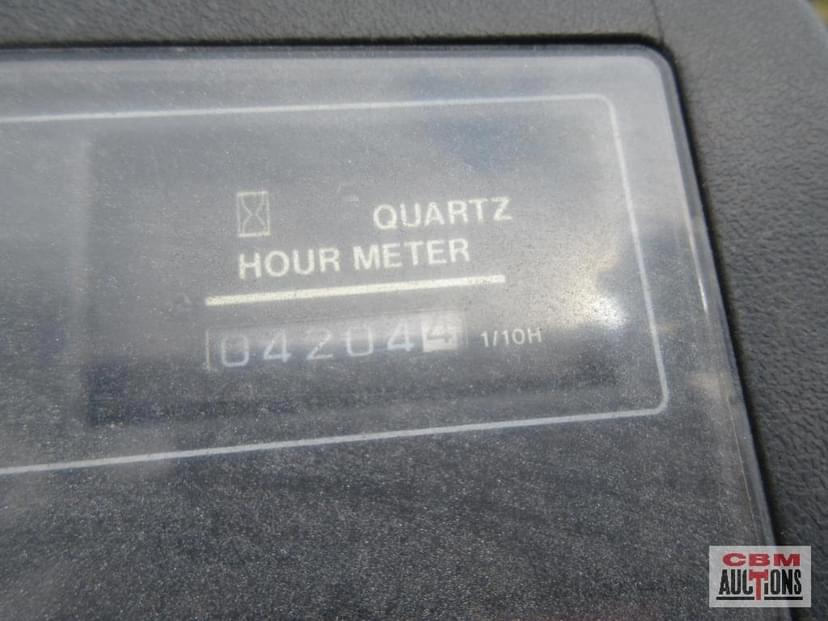 QUARTZ
HOUR METER
042044 1/10H
CBM
AUCTIONS